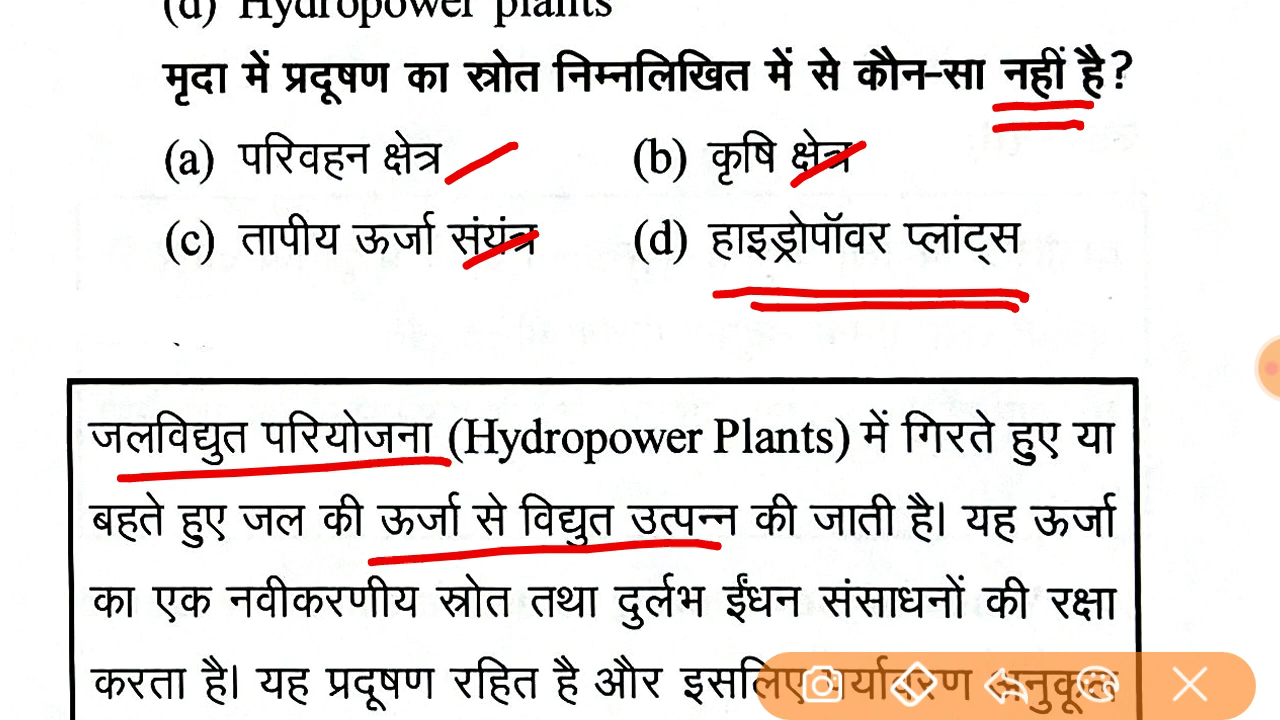 (d) Hydropower plants
मृदा में प्रदूषण का स्रोत निम्नलिखित में से कौन-सा नहीं है?
(a) परिवहन क्षेत्र (b) कृषि क्षेत्र
(c) तापीय ऊर्जा संयंत्र (d) हाइड्रोपॉवर प्लांट्स
जलविद्युत परियोजना (Hydropower Plants) में गिरते हुए या
बहते हुए जल की ऊर्जा से विद्युत उत्पन्न की जाती है। यह ऊर्जा
का एक नवीकरणीय स्रोत तथा दुर्लभ ईंधन संसाधनों की रक्षा
करता है। यह प्रदूषण रहित है और इसलिए पर्यावरण अनुकूल